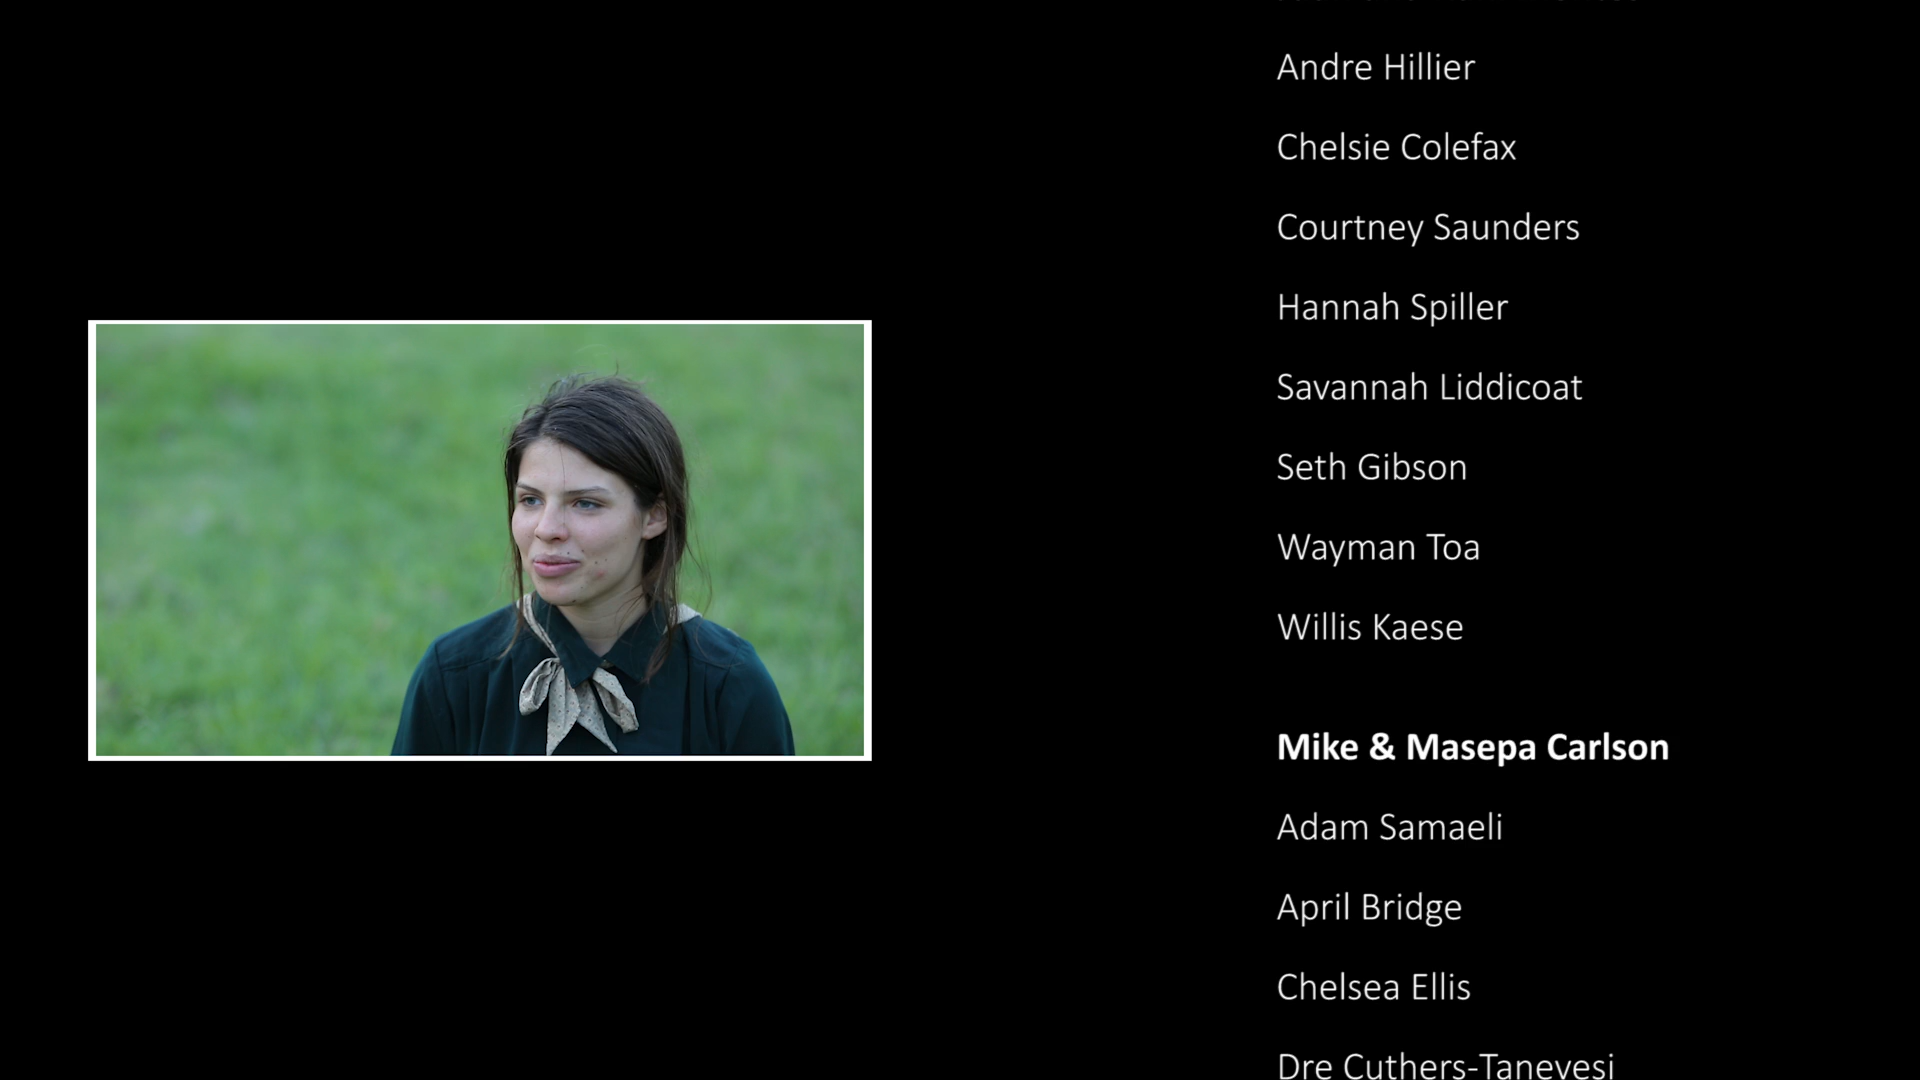 Andre Hillier
Chelsie Colefax
Courtney Saunders
Hannah Spiller
Savannah Liddicoat
Seth Gibson
Wayman Toa
Willis Kaese
Mike & Masepa Carlson
Adam Samaeli
April Bridge
Chelsea Ellis
Dre Cuthers-Tanevesi